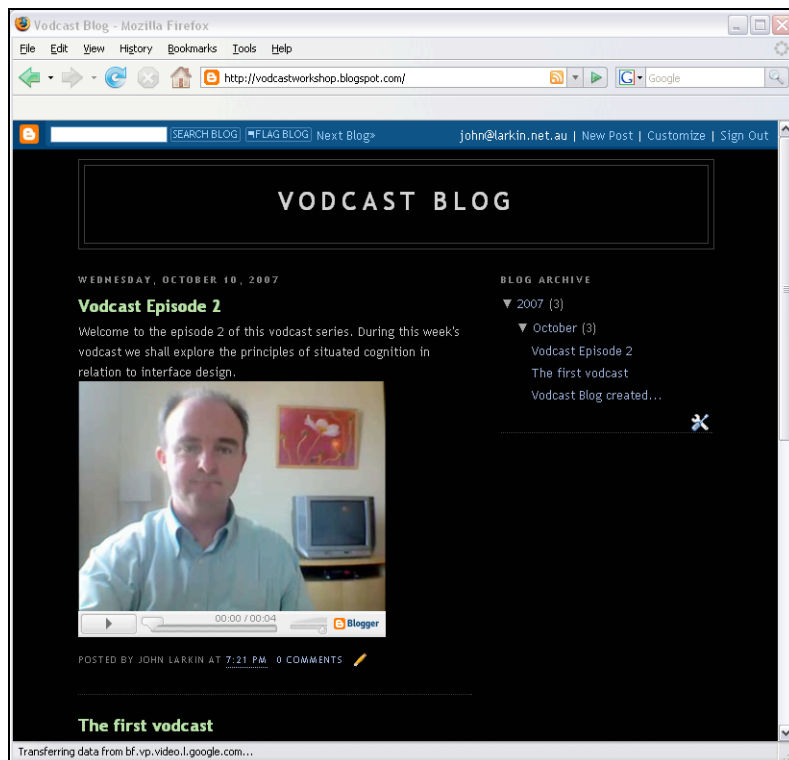 Vodcast Blog - Mozilla Firefox
File Edit View History Bookmarks Tools Help
http://vodcastworkshop.blogspot.com/
Google
SEARCH BLOG FLAG BLOG Next Blog»
john@larkin.net.au | New Post | Customize | Sign Out
VODCAST BLOG
WEDNESDAY, OCTOBER 10, 2007
Vodcast Episode 2
Welcome to the episode 2 of this vodcast series. During this week's
vodcast we shall explore the principles of situated cognition in
relation to interface design.
00:00 / 00:04
Blogger
POSTED BY JOHN LARKIN AT 7:21 PM 0 COMMENTS
The first vodcast
BLOG ARCHIVE
▼ 2007 (3)
▼ October (3)
Vodcast Episode 2
The first vodcast
Vodcast Blog created...
Transferring data from bf.vp.video.l.google.com...